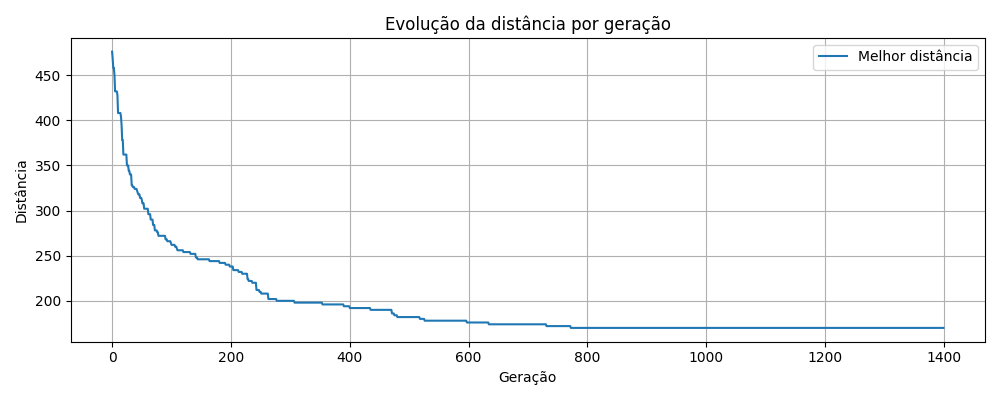 Evolução da distância por geração
Melhor distância
Distância
450
400
350
300
250
200
0 200 400 600 800 1000 1200 1400
Geração